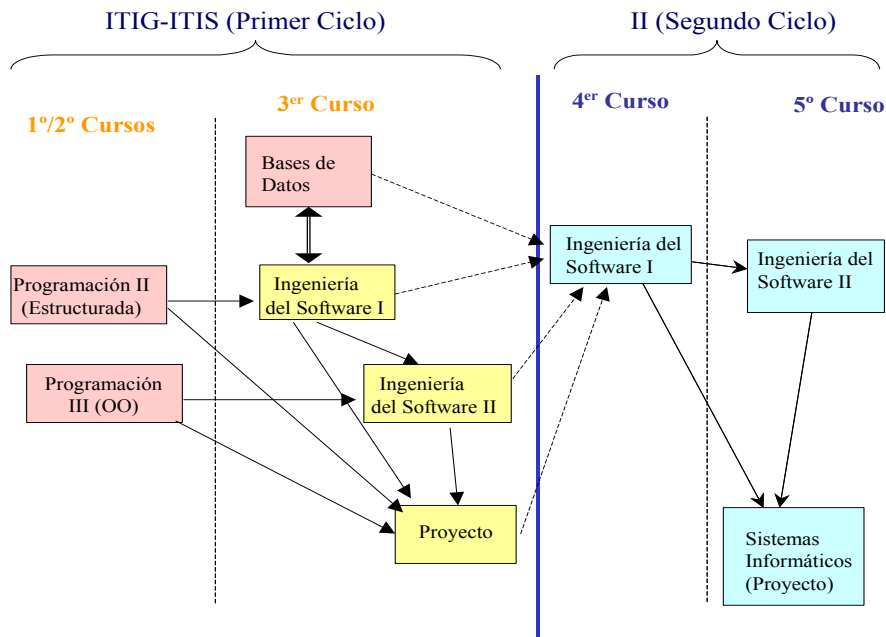 ITIG-ITIS (Primer Ciclo)
II (Segundo Ciclo)
1º/2º Cursos
3er Curso
4er Curso
5º Curso
Bases de
Datos
Programación II
(Estructurada)
Ingeniería
del Software I
Programación
III (OO)
Ingeniería
del Software II
Proyecto
Ingeniería del
Software I
Ingeniería del
Software II
Sistemas
Informáticos
(Proyecto)